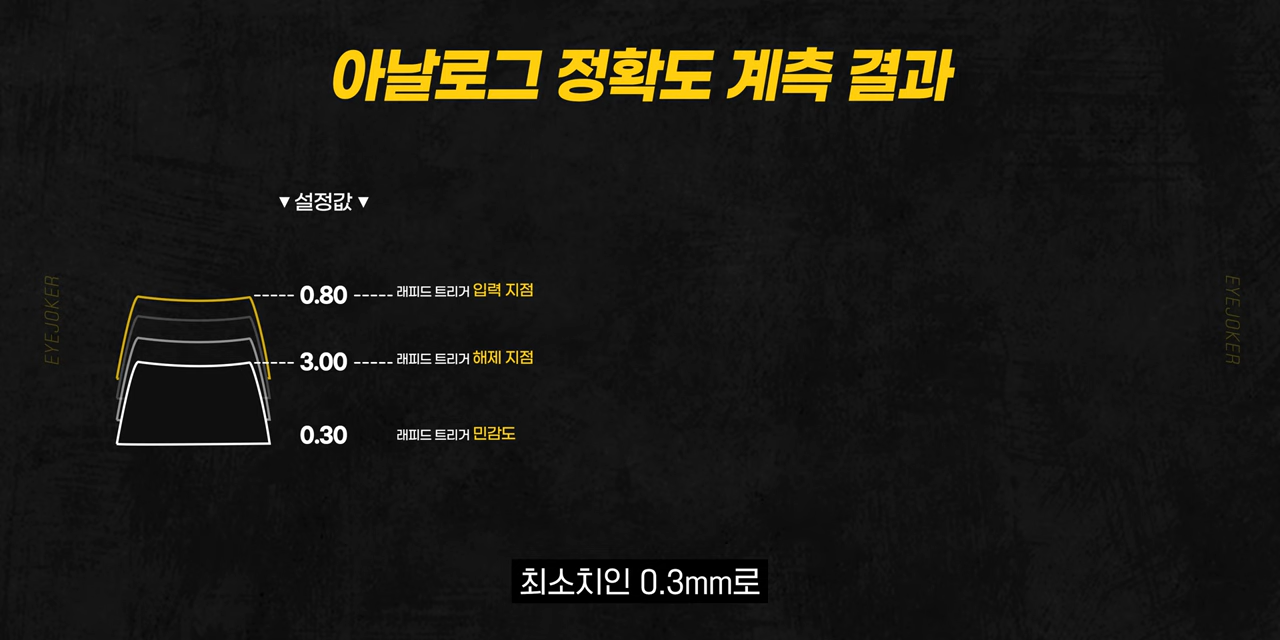 아날로그 정확도 계측 결과
▼ 설정값 ▼
0.80 래피드 트리거 입력 지점
3.00 래피드 트리거 해제 지점
0.30 래피드 트리거 민감도
EYEJOKER
EYEJOKER
최소치인 0.3mm로